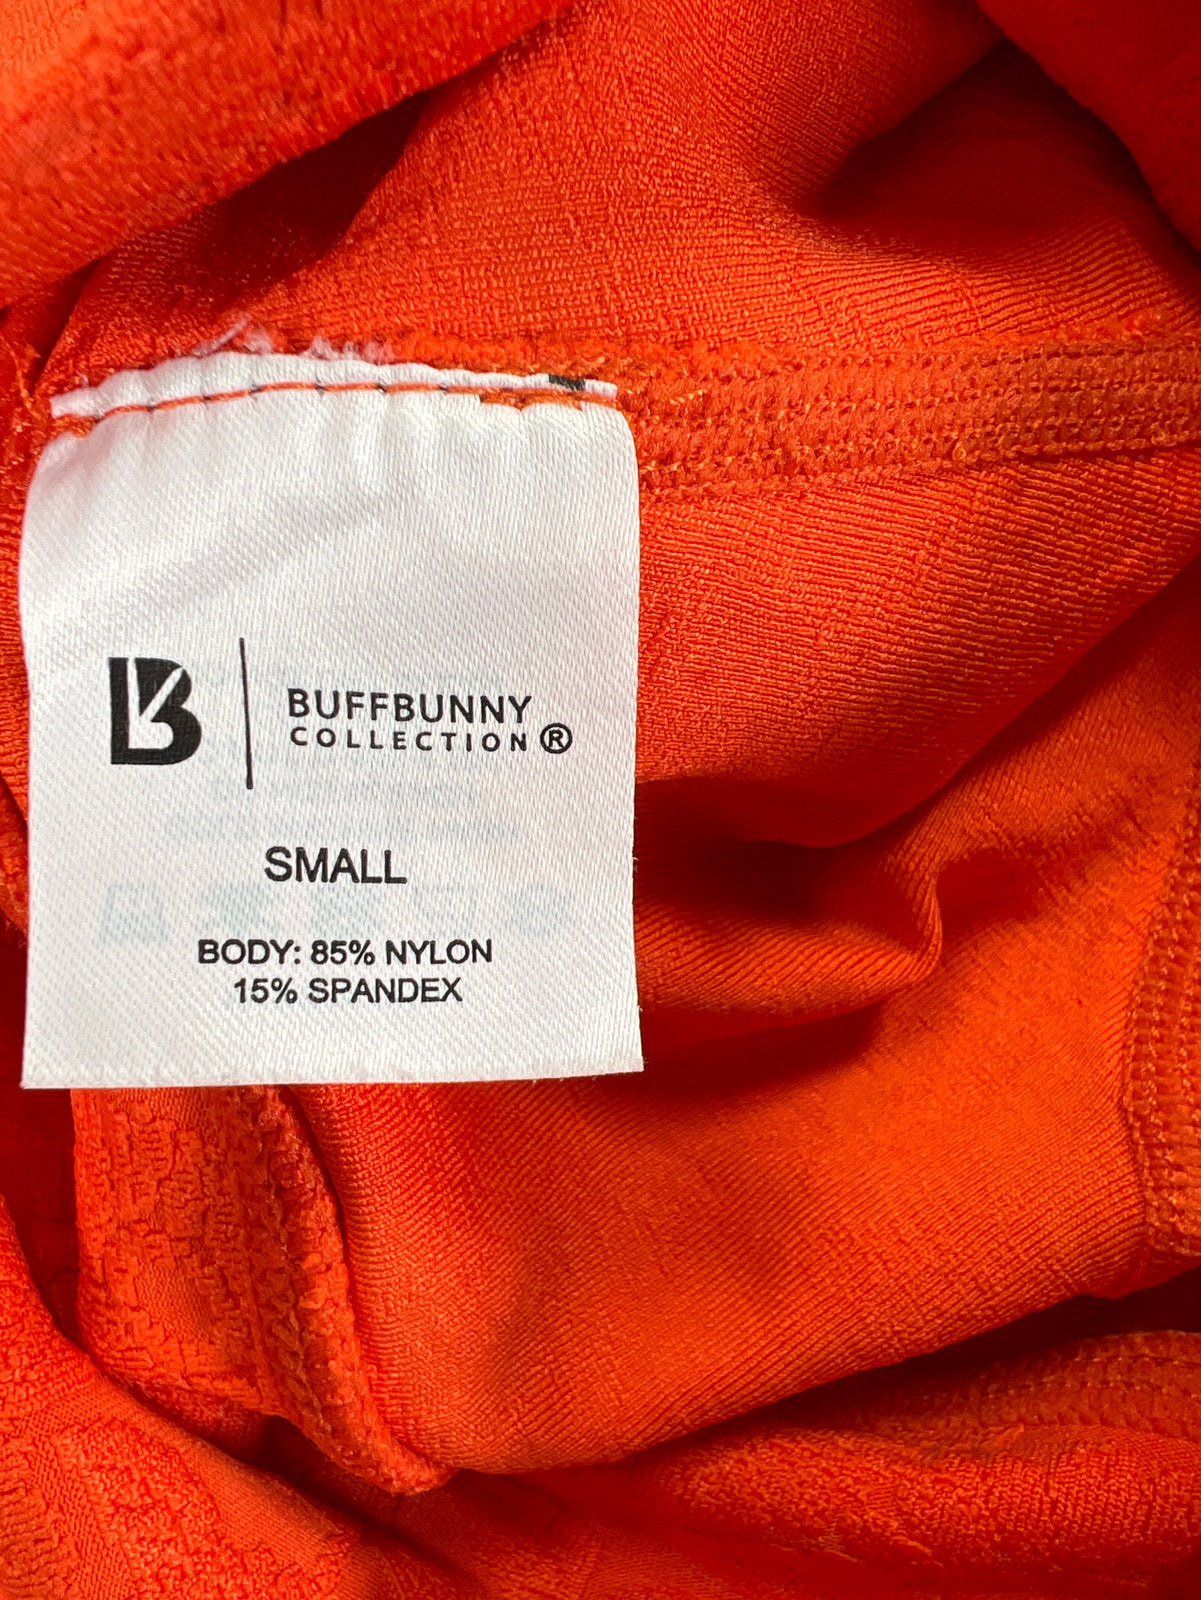 B
BUFFBUNNY
COLLECTION®
SMALL
BODY: 85% NYLON
15% SPANDEX